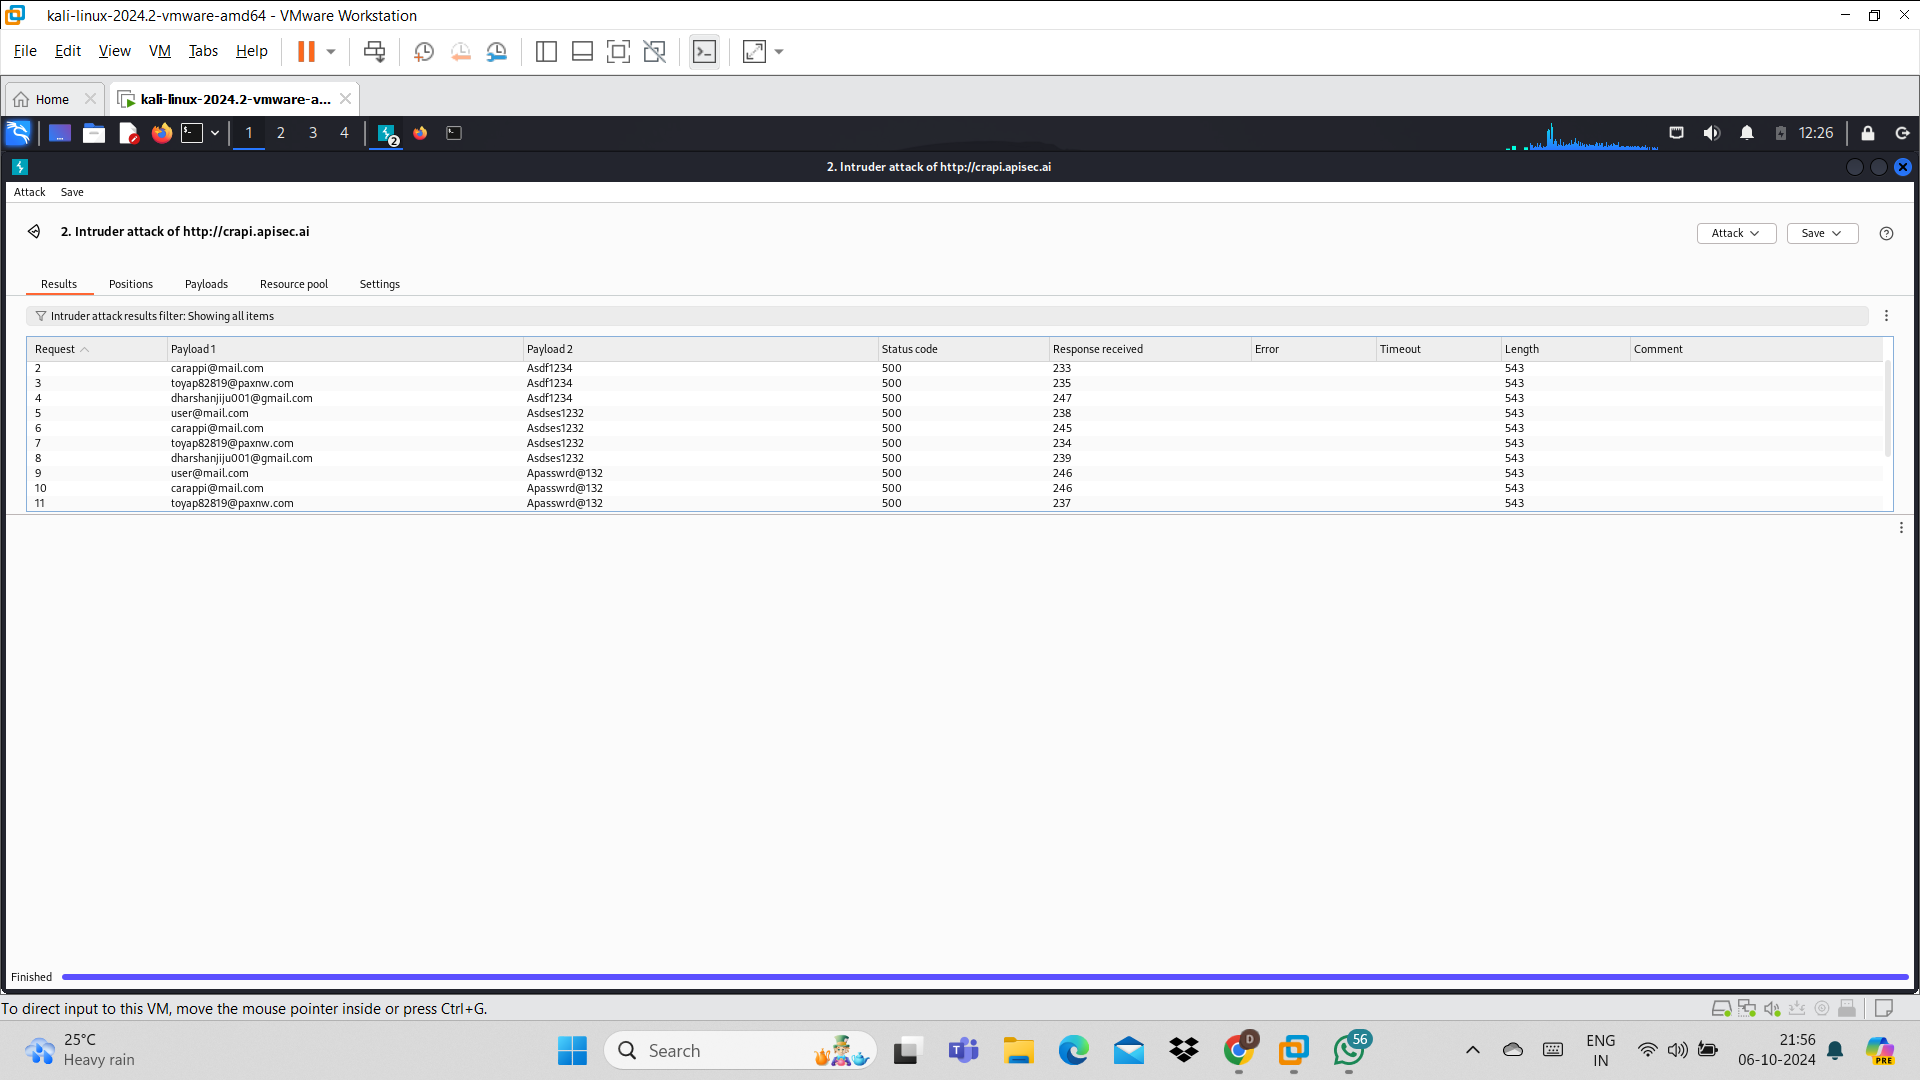 kali-linux-2024.2-vmware-amd64 - VMware Workstation
File Edit View VM Tabs Help
Home kali-linux-2024.2-vmware-a...
1 2 3 4 2 12:26
2. Intruder attack of http://crapi.apisec.ai
Attack Save
2. Intruder attack of http://crapi.apisec.ai Attack Save
Results Positions Payloads Resource pool Settings
Intruder attack results filter: Showing all items
Request Payload 1 Payload 2 Status code Response received Error Timeout Length Comment
2 carappi@mail.com Asdf1234 500 233 543
3 toyap82819@paxnw.com Asdf1234 500 235 543
4 dharshanjiju001@gmail.com Asdf1234 500 247 543
5 user@mail.com Asdses1232 500 238 543
6 carappi@mail.com Asdses1232 500 245 543
7 toyap82819@paxnw.com Asdses1232 500 234 543
8 dharshanjiju001@gmail.com Asdses1232 500 239 543
9 user@mail.com Apasswrd@132 500 246 543
10 carappi@mail.com Apasswrd@132 500 246 543
11 toyap82819@paxnw.com Apasswrd@132 500 237 543
Finished
To direct input to this VM, move the mouse pointer inside or press Ctrl+G.
25°C
Heavy rain
Search
D
56
ENG
IN
21:56
06-10-2024
PRE